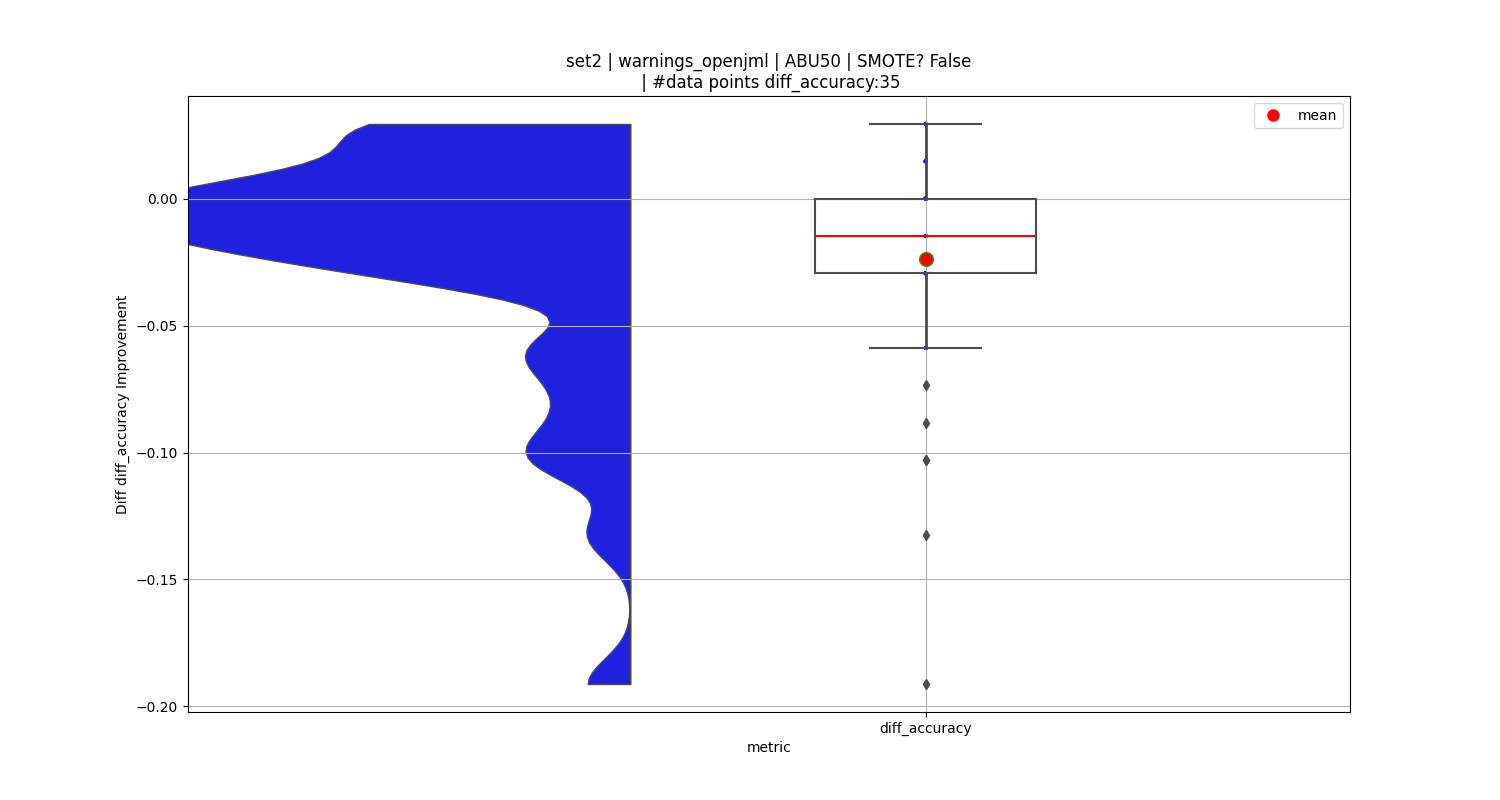 set2 | warnings_openjml | ABU50 | SMOTE? False
| #data points diff_accuracy:35
mean
0.00
−0.05
−0.10
−0.15
−0.20
Diff diff_accuracy Improvement
diff_accuracy
metric